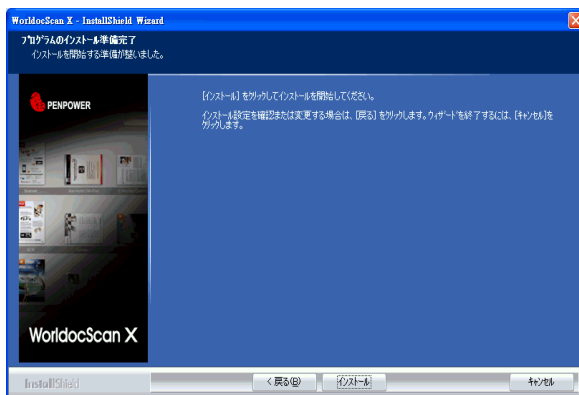 WorldocScan X - InstallShield Wizard
ﾌﾟﾛｸﾞﾗﾑのｲﾝｽﾄｰﾙ準備完了
ｲﾝｽﾄｰﾙを開始する準備が整いました。
PENPOWER
[ｲﾝｽﾄｰﾙ] をｸﾘｯｸしてｲﾝｽﾄｰﾙを開始してください。
ｲﾝｽﾄｰﾙ設定を確認または変更する場合は、[戻る] をｸﾘｯｸします。ｳｨｻﾞｰﾄﾞを終了するには、[ｷｬﾝｾﾙ]を
ｸﾘｯｸします。
WorldocScan X
InstallShield
< 戻る(B)
ｲﾝｽﾄｰﾙ
ｷｬﾝｾﾙ